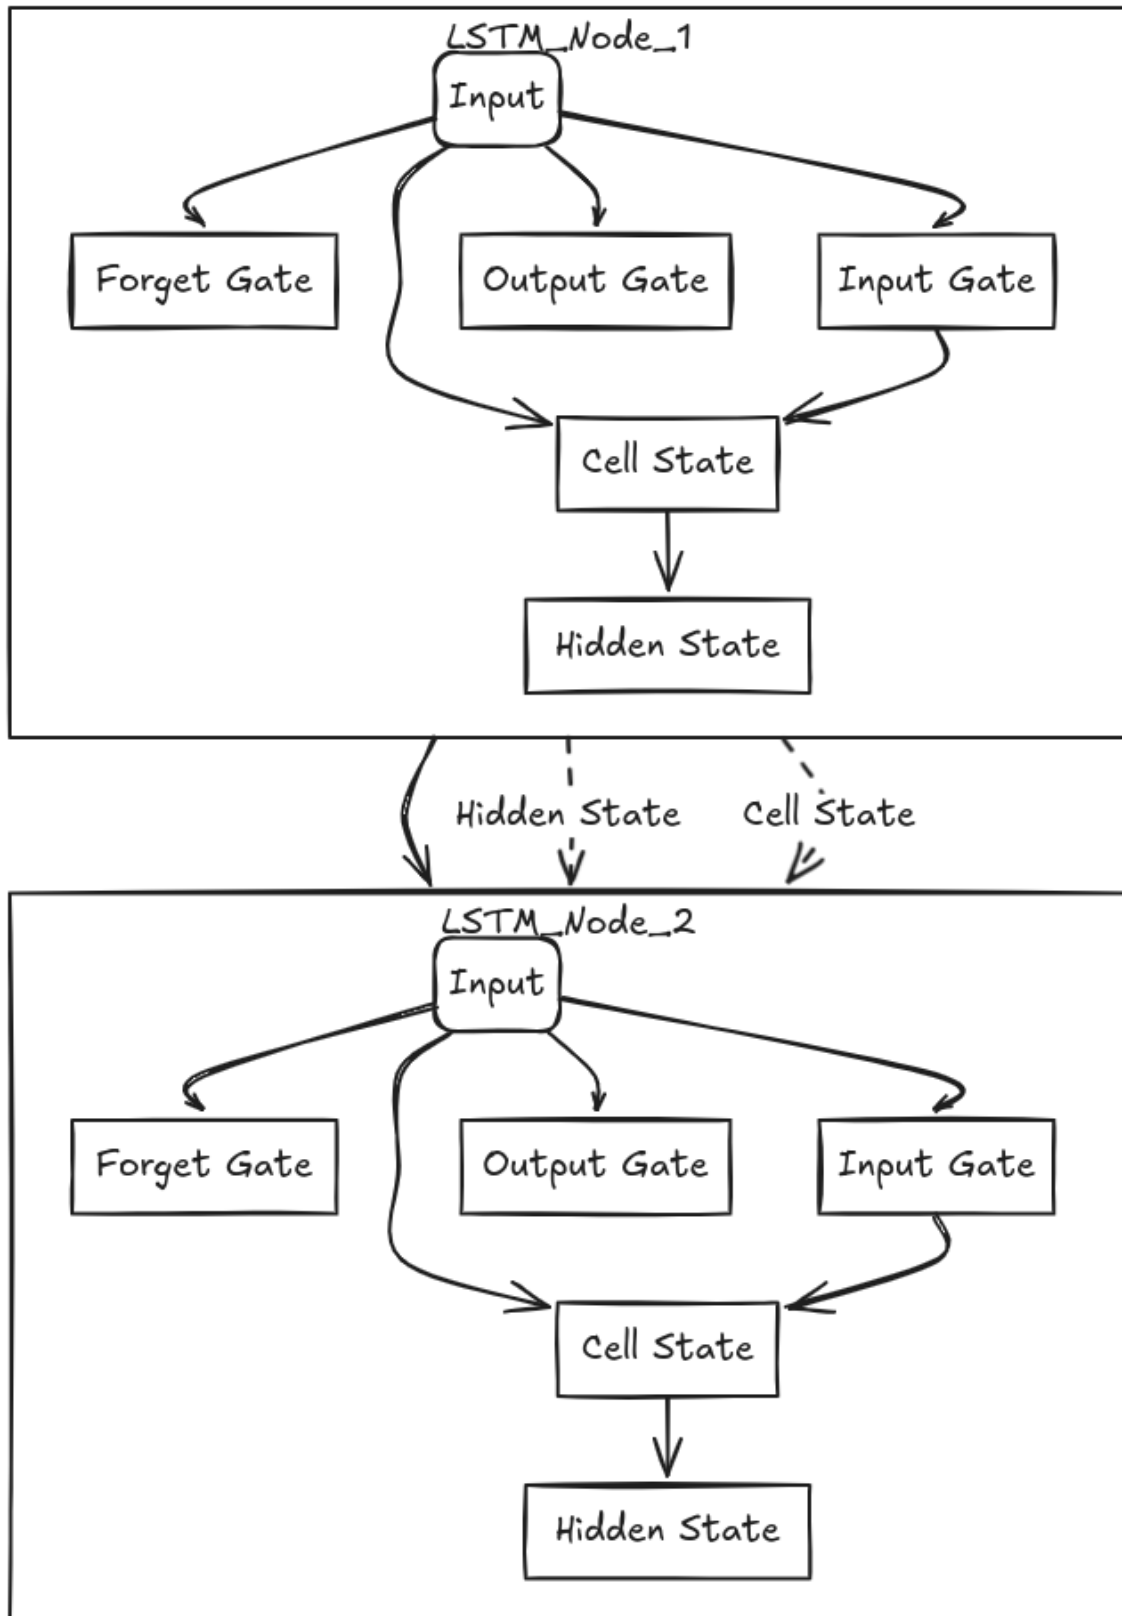 LSTM_Node_1
Input
Forget Gate
Output Gate
Input Gate
Cell State
Hidden State
Hidden State
Cell State
LSTM_Node_2
Input
Forget Gate
Output Gate
Input Gate
Cell State
Hidden State